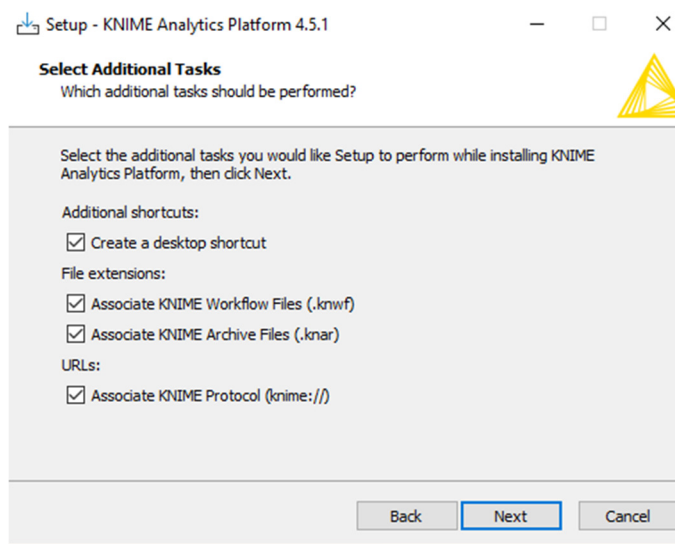 Setup - KNIME Analytics Platform 4.5.1
Select Additional Tasks
Which additional tasks should be performed?
Select the additional tasks you would like Setup to perform while installing KNIME
Analytics Platform, then click Next.
Additional shortcuts:
Create a desktop shortcut
File extensions:
Associate KNIME Workflow Files (.knwf)
Associate KNIME Archive Files (.knar)
URLs:
Associate KNIME Protocol (knime://)
Back Next Cancel